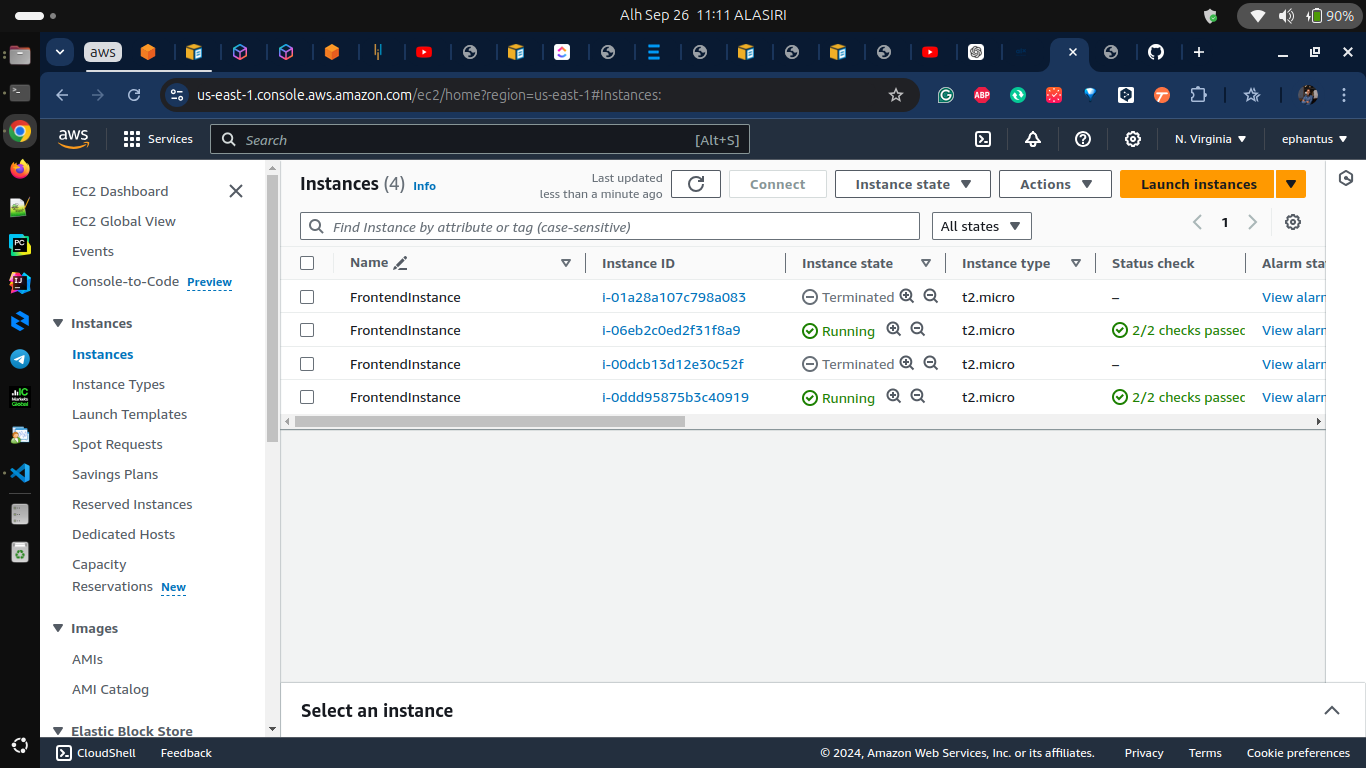 Alh Sep 26 11:11 ALASIRI
90%
aws
ABP
us-east-1.console.aws.amazon.com/ec2/home?region=us-east-1#Instances:
aws
Services
Search
[Alt+S]
N. Virginia
ephantus
EC2 Dashboard
EC2 Global View
Events
Console-to-Code Preview
Instances
Instances
Instance Types
Launch Templates
Spot Requests
Savings Plans
Reserved Instances
Dedicated Hosts
Capacity
Reservations New
Images
AMIs
AMI Catalog
Elastic Block Store
Instances (4) Info
Last updated
less than a minute ago
Connect
Instance state
Actions
Launch instances
Find Instance by attribute or tag (case-sensitive)
All states
1
Name Instance ID Instance state Instance type Status check Alarm sta
FrontendInstance i-01a28a107c798a083 Terminated t2.micro – View alarm
FrontendInstance i-06eb2c0ed2f31f8a9 Running t2.micro 2/2 checks passed View alarm
FrontendInstance i-00dcb13d12e30c52f Terminated t2.micro – View alarm
FrontendInstance i-0ddd95875b3c40919 Running t2.micro 2/2 checks passed View alarm
Select an instance
CloudShell Feedback © 2024, Amazon Web Services, Inc. or its affiliates. Privacy Terms Cookie preferences